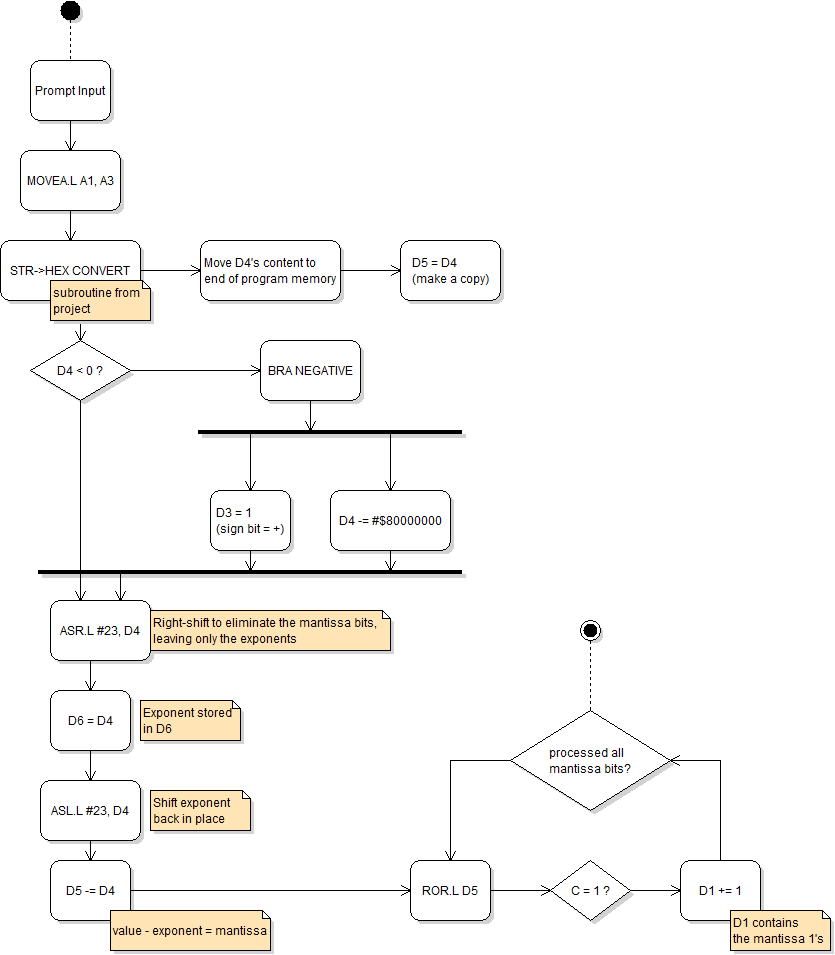 Prompt Input
MOVEA.L A1, A3
STR->HEX CONVERT
subroutine from
project
Move D4's content to
end of program memory
D5 = D4
(make a copy)
D4 < 0 ?
BRA NEGATIVE
D3 = 1
(sign bit = +)
D4 -= #$80000000
ASR.L #23, D4
Right-shift to eliminate the mantissa bits,
leaving only the exponents
D6 = D4
Exponent stored
in D6
ASL.L #23, D4
Shift exponent
back in place
D5 -= D4
value - exponent = mantissa
processed all
mantissa bits?
ROR.L D5
C = 1 ?
D1 += 1
D1 contains
the mantissa 1's